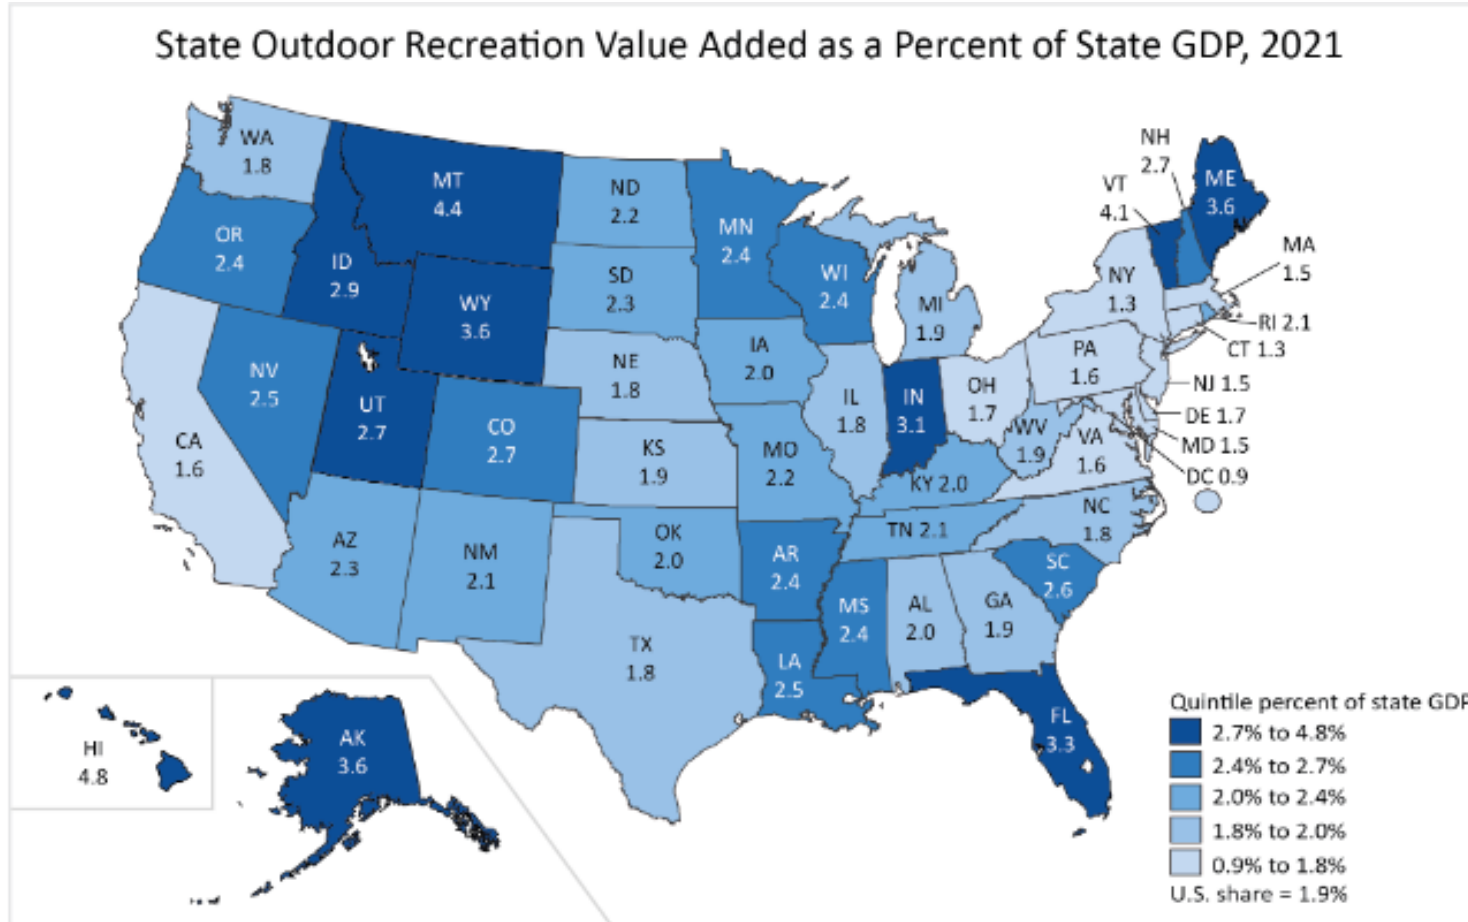 State Outdoor Recreation Value Added as a Percent of State GDP, 2021
WA
1.8
OR
2.4
CA
1.6
NV
2.5
ID
2.9
MT
4.4
WY
3.6
UT
2.7
CO
2.7
AZ
2.3
NM
2.1
ND
2.2
SD
2.3
NE
1.8
KS
1.9
OK
2.0
TX
1.8
MN
2.4
IA
2.0
MO
2.2
AR
2.4
LA
2.5
WI
2.4
IL
1.8
MI
1.9
IN
3.1
OH
1.7
KY 2.0
TN 2.1
MS
2.4
AL
2.0
GA
1.9
FL
3.3
SC
2.6
NC
1.8
VA
1.6
WV
1.9
PA
1.6
NY
1.3
VT
4.1
NH
2.7
ME
3.6
MA
1.5
RI 2.1
CT 1.3
NJ 1.5
DE 1.7
MD 1.5
DC 0.9
HI
4.8
AK
3.6
Quintile percent of state GDP
2.7% to 4.8%
2.4% to 2.7%
2.0% to 2.4%
1.8% to 2.0%
0.9% to 1.8%
U.S. share = 1.9%